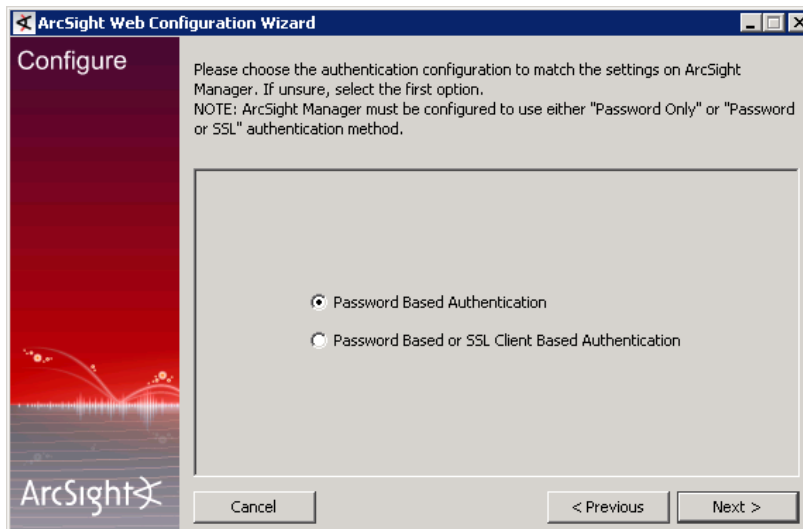 ArcSight Web Configuration Wizard
Configure
Please choose the authentication configuration to match the settings on ArcSight
Manager. If unsure, select the first option.
NOTE: ArcSight Manager must be configured to use either "Password Only" or "Password
or SSL" authentication method.
Password Based Authentication
Password Based or SSL Client Based Authentication
ArcSight
Cancel
< Previous
Next >